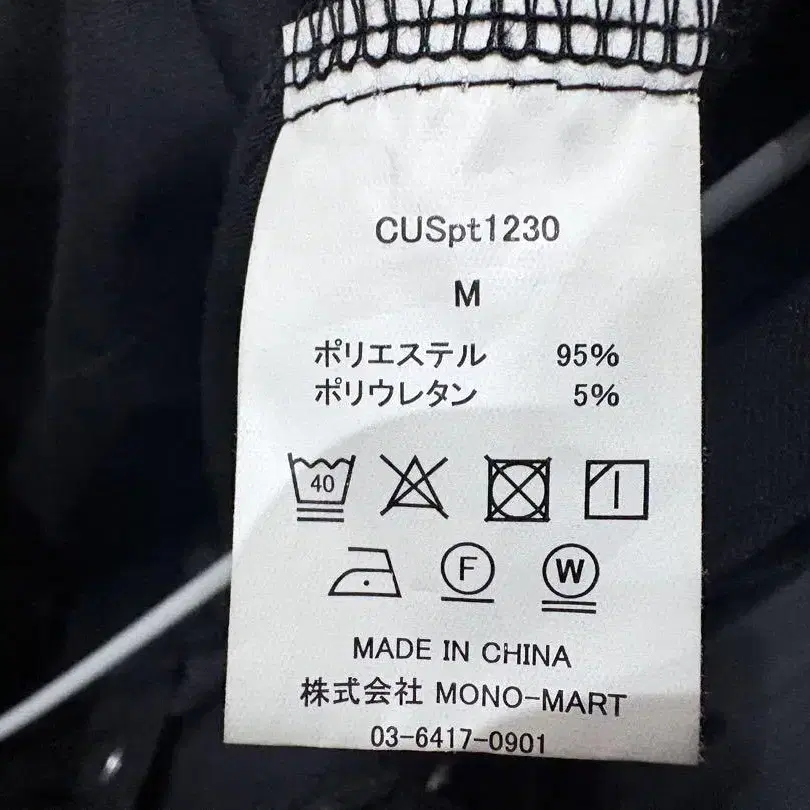 CUSpt1230
M
ポリエステル 95%
ポリウレタン 5%
40
F W
MADE IN CHINA
株式会社 MONO-MART
03-6417-0901